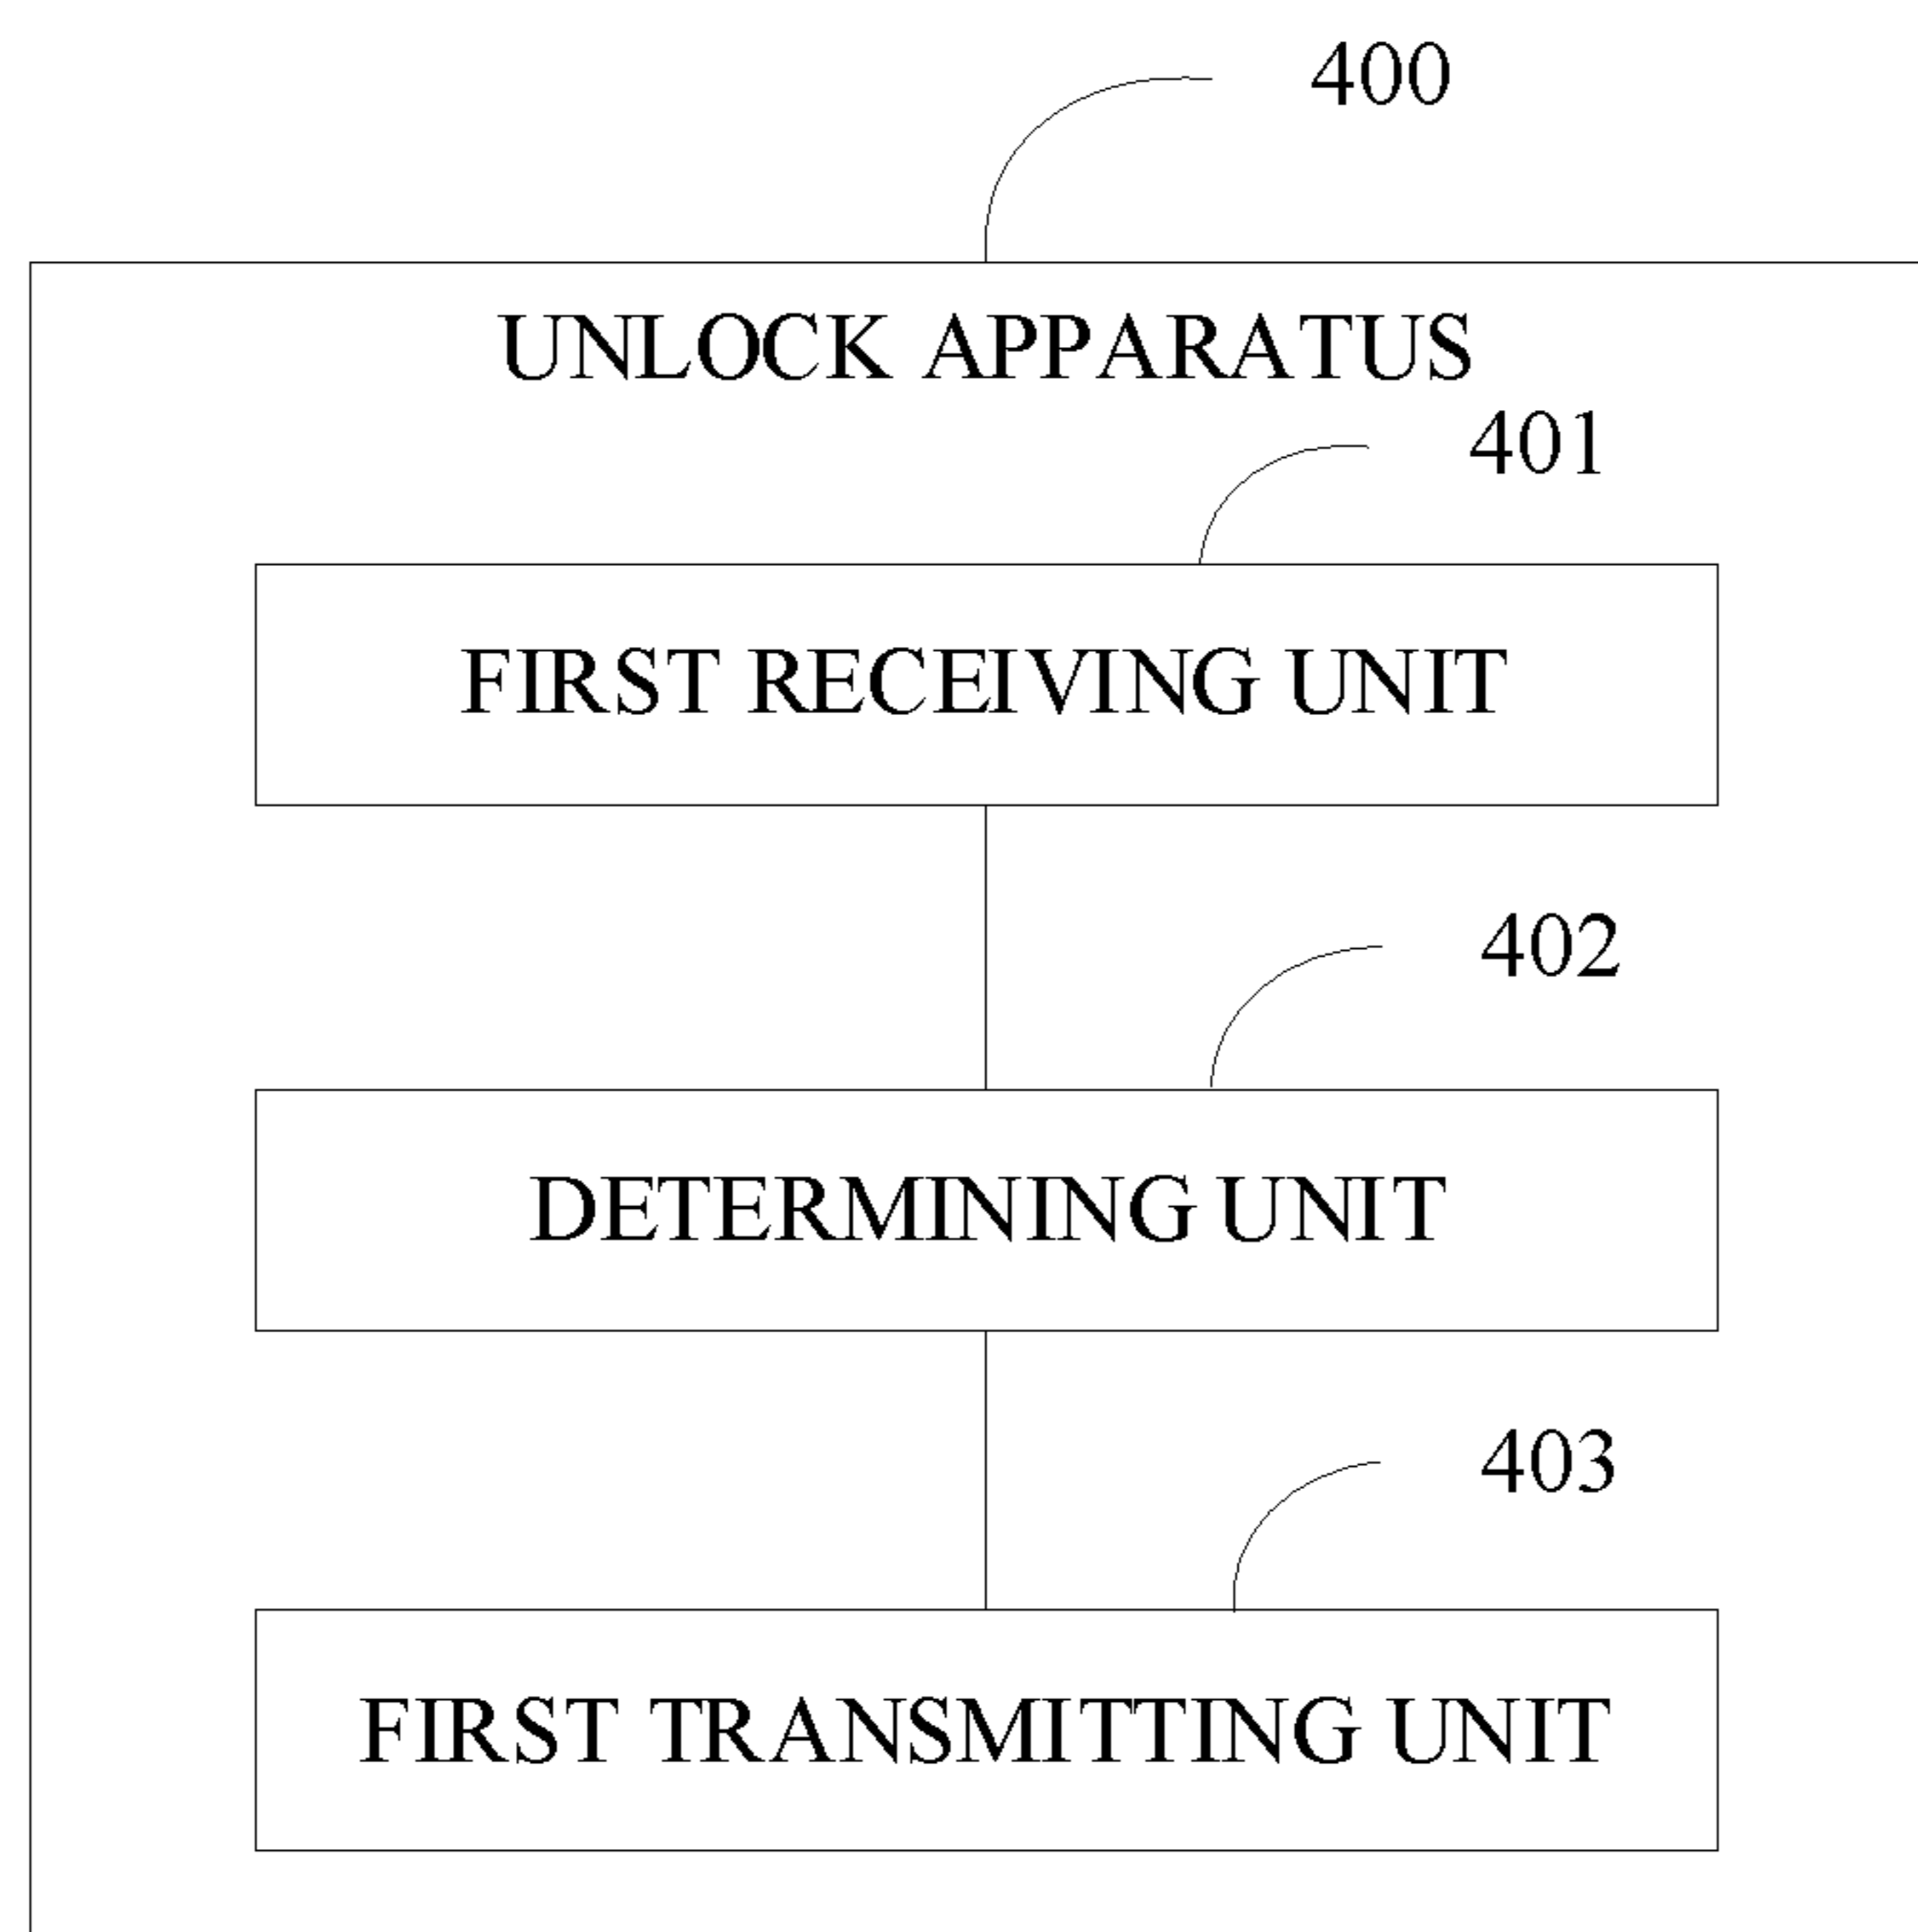 400
UNLOCK APPARATUS
401
FIRST RECEIVING UNIT
402
DETERMINING UNIT
403
FIRST TRANSMITTING UNIT